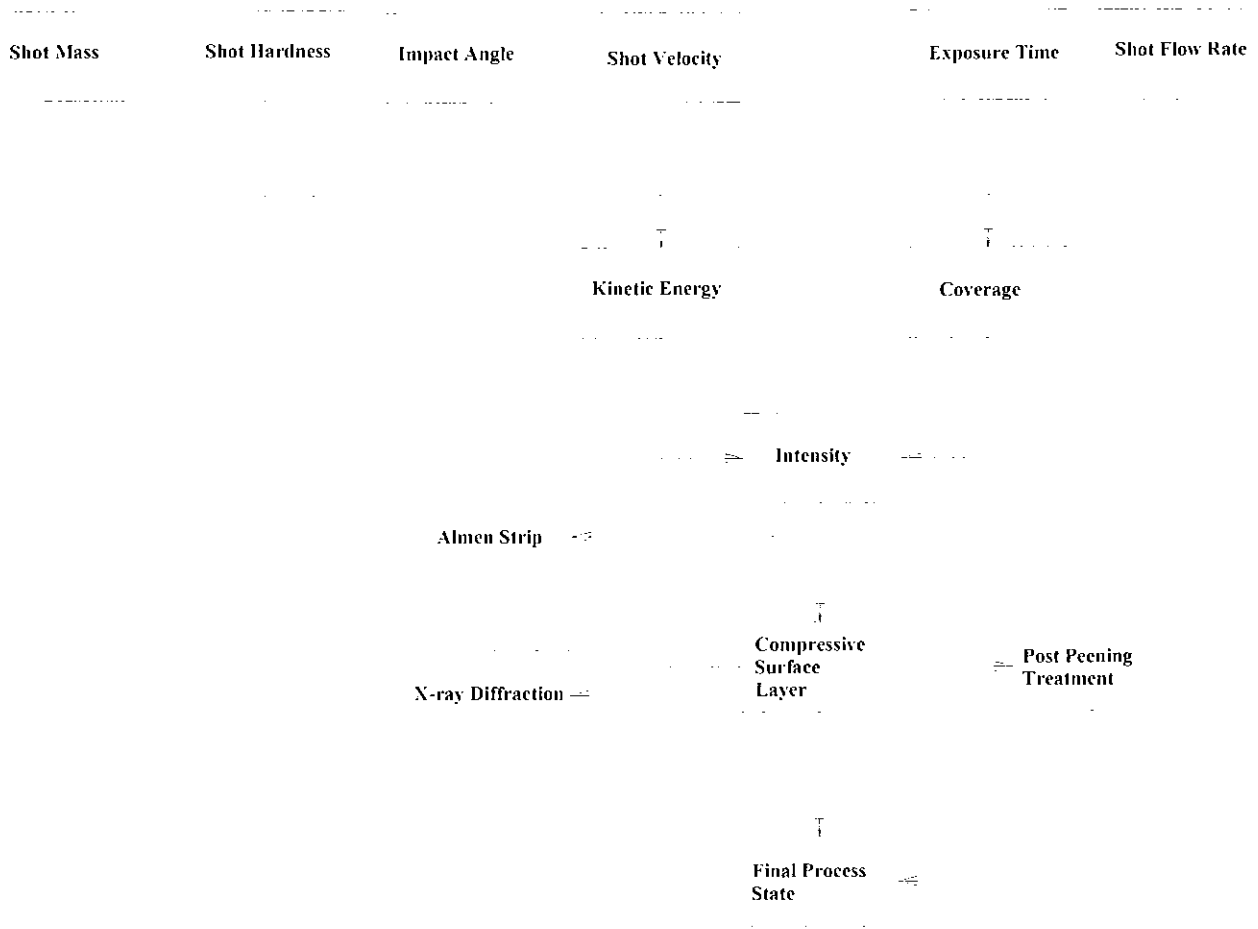 Shot Mass
Shot Hardness
Impact Angle
Shot Velocity
Exposure Time
Shot Flow Rate
Kinetic Energy
Coverage
Intensity
Almen Strip
Compressive
Surface
Layer
Post Peening
Treatment
X-ray Diffraction
Final Process
State